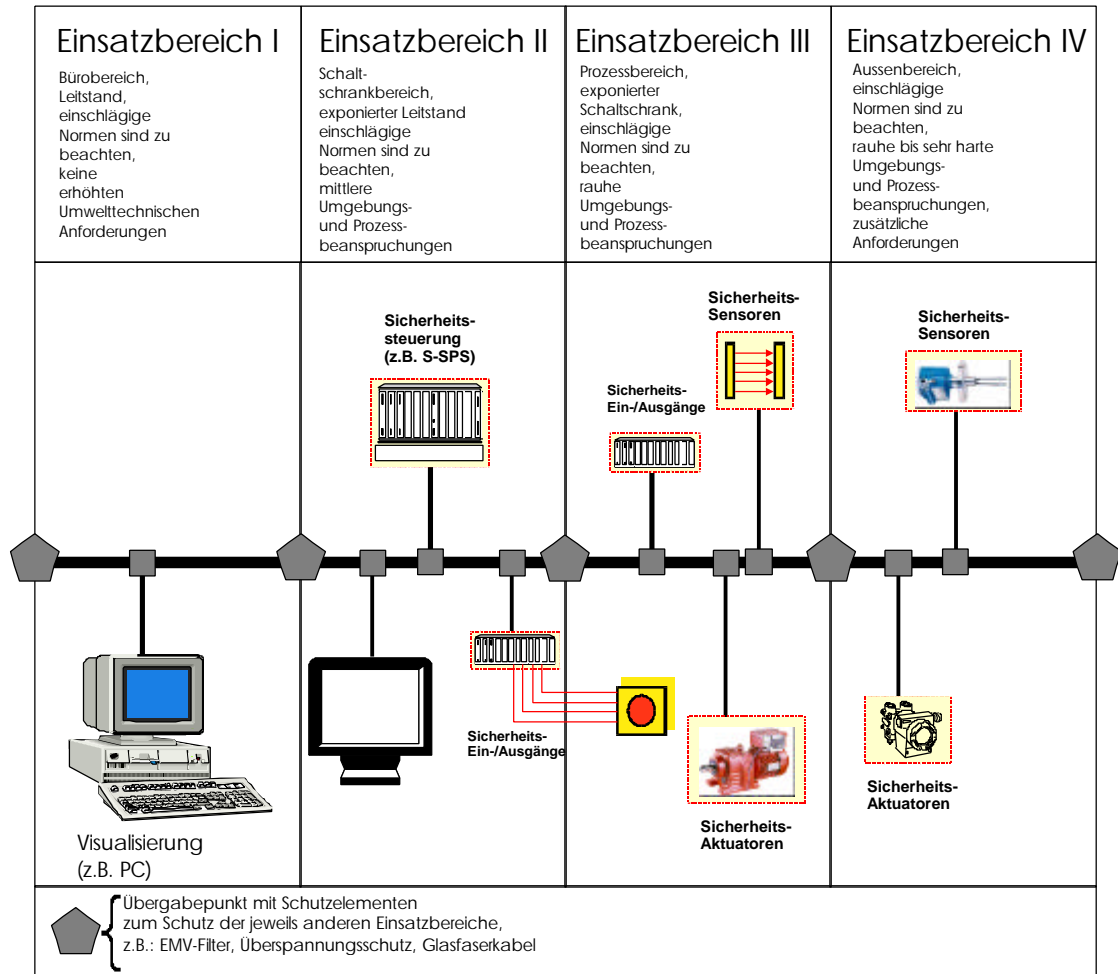 Einsatzbereich I
Bürobereich,
Leitstand,
einschlägige
Normen sind zu
beachten,
keine
erhöhten
Umwelttechnischen
Anforderungen
Einsatzbereich II
Schalt-
schrankbereich,
exponierter Leitstand
einschlägige
Normen sind zu
beachten,
mittlere
Umgebungs-
und Prozess-
beanspruchungen
Einsatzbereich III
Prozessbereich,
exponierter
Schaltschrank,
einschlägige
Normen sind zu
beachten,
rauhe
Umgebungs-
und Prozess-
beanspruchungen
Einsatzbereich IV
Aussenbereich,
einschlägige
Normen sind zu
beachten,
rauhe bis sehr harte
Umgebungs-
und Prozess-
beanspruchungen,
zusätzliche
Anforderungen
Sicherheits-
steuerung
(z.B. S-SPS)
Sicherheits-
Ein-/Ausgänge
Sicherheits-
Sensoren
Sicherheits-
Sensoren
Visualisierung
(z.B. PC)
Sicherheits-
Ein-/Ausgänge
Sicherheits-
Aktuatoren
Sicherheits-
Aktuatoren
Übergabepunkt mit Schutzelementen
zum Schutz der jeweils anderen Einsatzbereiche,
z.B.: EMV-Filter, Überspannungsschutz, Glasfaserkabel